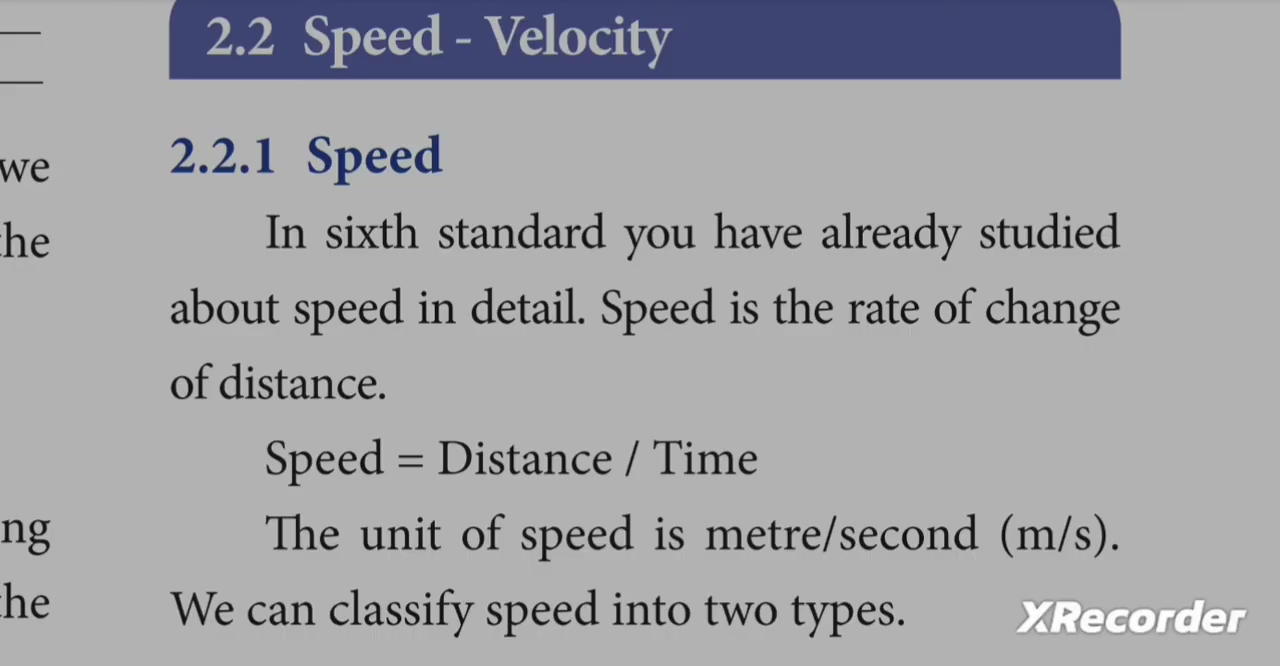 2.2 Speed - Velocity
2.2.1 Speed
In sixth standard you have already studied
about speed in detail. Speed is the rate of change
of distance.
Speed = Distance / Time
The unit of speed is metre/second (m/s).
We can classify speed into two types.
we
ng
XRecorder